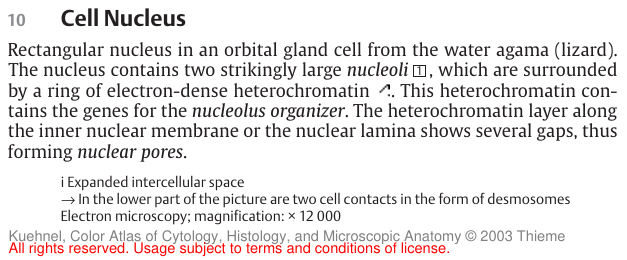 10 Cell Nucleus
Rectangular nucleus in an orbital gland cell from the water agama (lizard).
The nucleus contains two strikingly large nucleoli 1, which are surrounded
by a ring of electron-dense heterochromatin ↗. This heterochromatin con-
tains the genes for the nucleolus organizer. The heterochromatin layer along
the inner nuclear membrane or the nuclear lamina shows several gaps, thus
forming nuclear pores.
i Expanded intercellular space
→ In the lower part of the picture are two cell contacts in the form of desmosomes
Electron microscopy; magnification: × 12 000
Kuehnel, Color Atlas of Cytology, Histology, and Microscopic Anatomy © 2003 Thieme
All rights reserved. Usage subject to terms and conditions of license.